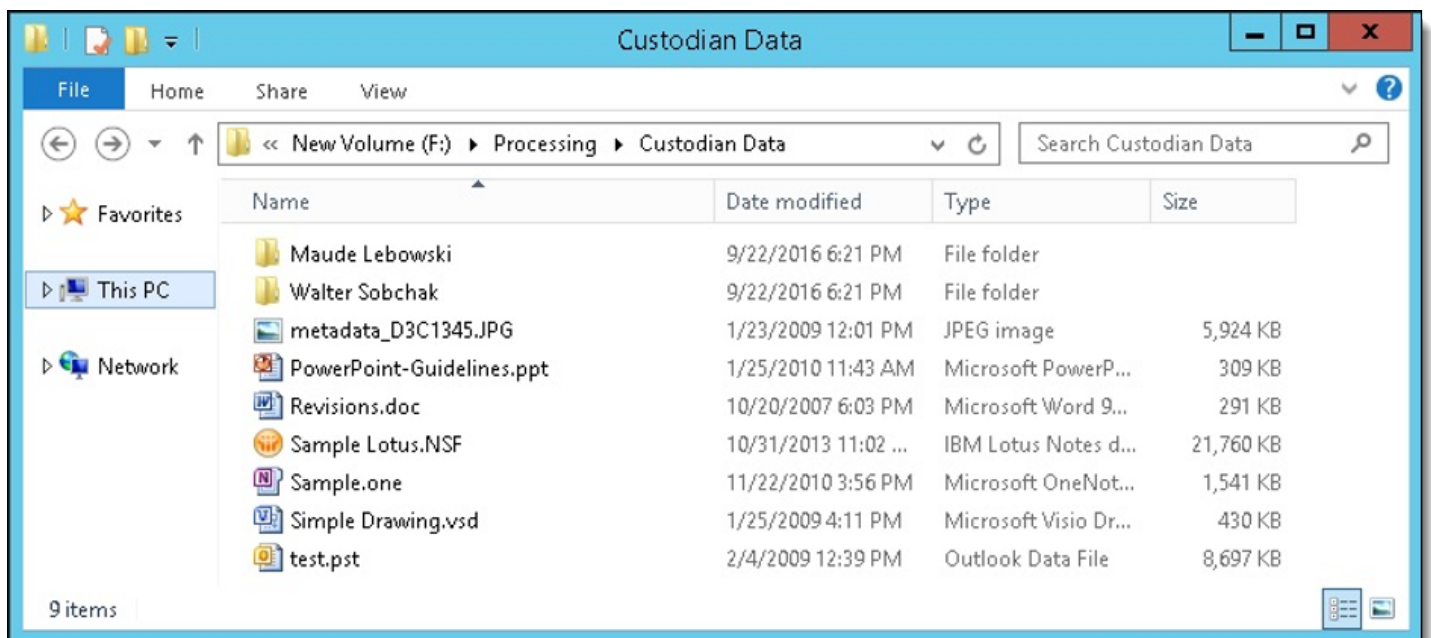 Custodian Data
File Home Share View
« New Volume (F:) Processing Custodian Data Search Custodian Data
Name Date modified Type Size
Favorites
This PC
Network
Maude Lebowski 9/22/2016 6:21 PM File folder
Walter Sobchak 9/22/2016 6:21 PM File folder
metadata_D3C1345.JPG 1/23/2009 12:01 PM JPEG image 5,924 KB
PowerPoint-Guidelines.ppt 1/25/2010 11:43 AM Microsoft PowerP... 309 KB
Revisions.doc 10/20/2007 6:03 PM Microsoft Word 9... 291 KB
Sample Lotus.NSF 10/31/2013 11:02 ... IBM Lotus Notes d... 21,760 KB
Sample.one 11/22/2010 3:56 PM Microsoft OneNot... 1,541 KB
Simple Drawing.vsd 1/25/2009 4:11 PM Microsoft Visio Dr... 430 KB
test.pst 2/4/2009 12:39 PM Outlook Data File 8,697 KB
9 items